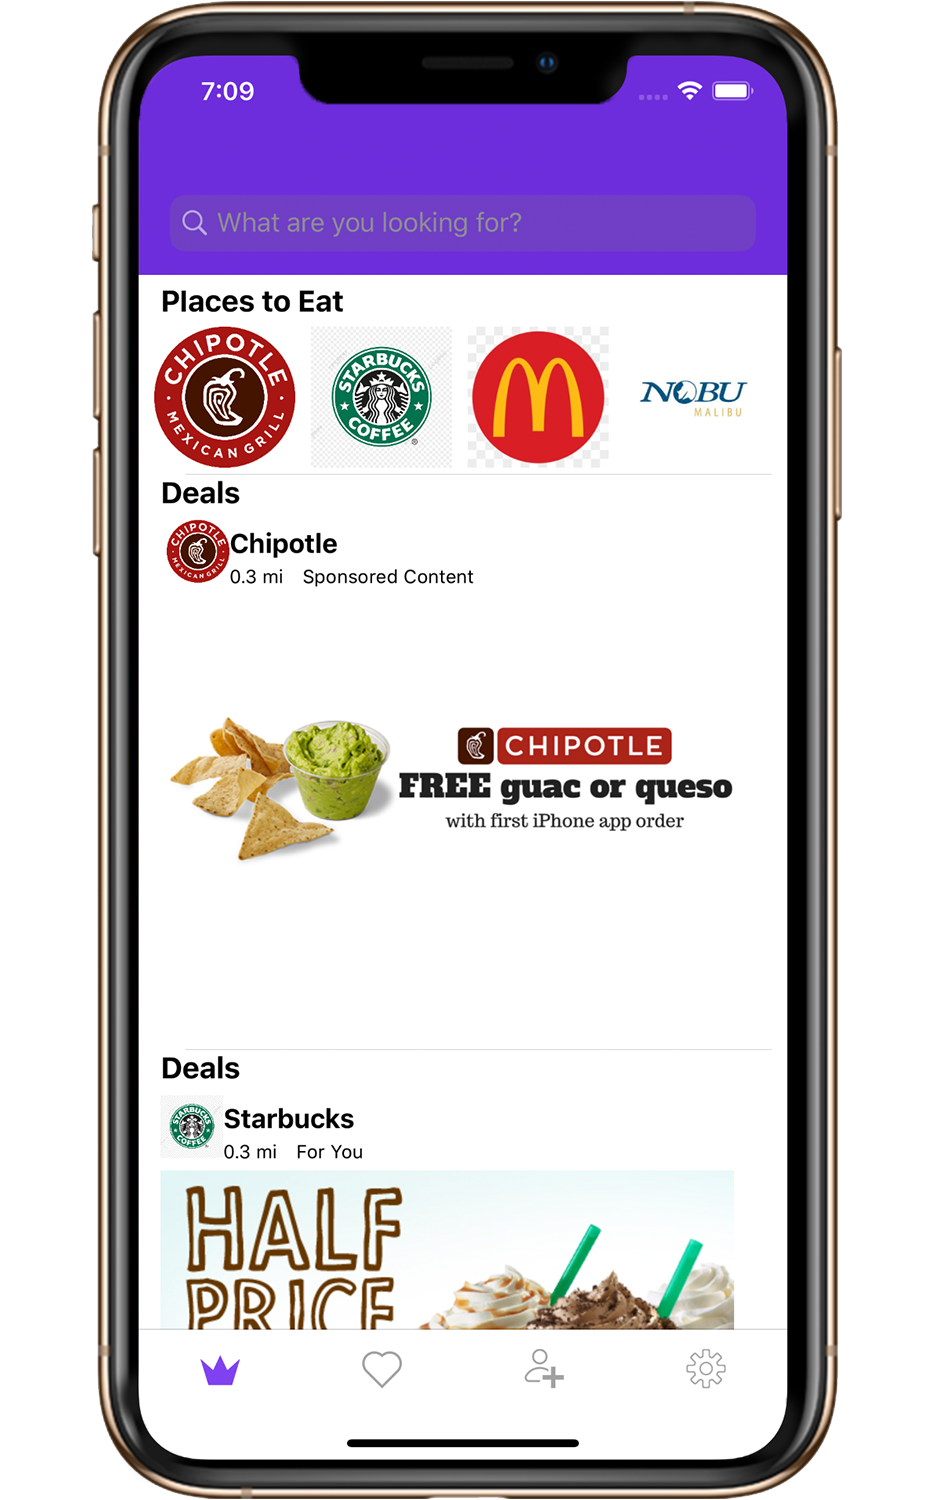 7:09
What are you looking for?
Places to Eat
CHIPOTLE
MEXICAN GRILL
STARBUCKS
COFFEE
®
NOBU
MALIBU
Deals
CHIPOTLE
MEXICAN GRILL
Chipotle
0.3 mi Sponsored Content
CHIPOTLE
FREE guac or queso
with first iPhone app order
Deals
STARBUCKS
COFFEE
Starbucks
0.3 mi For You
HALF
PRICE